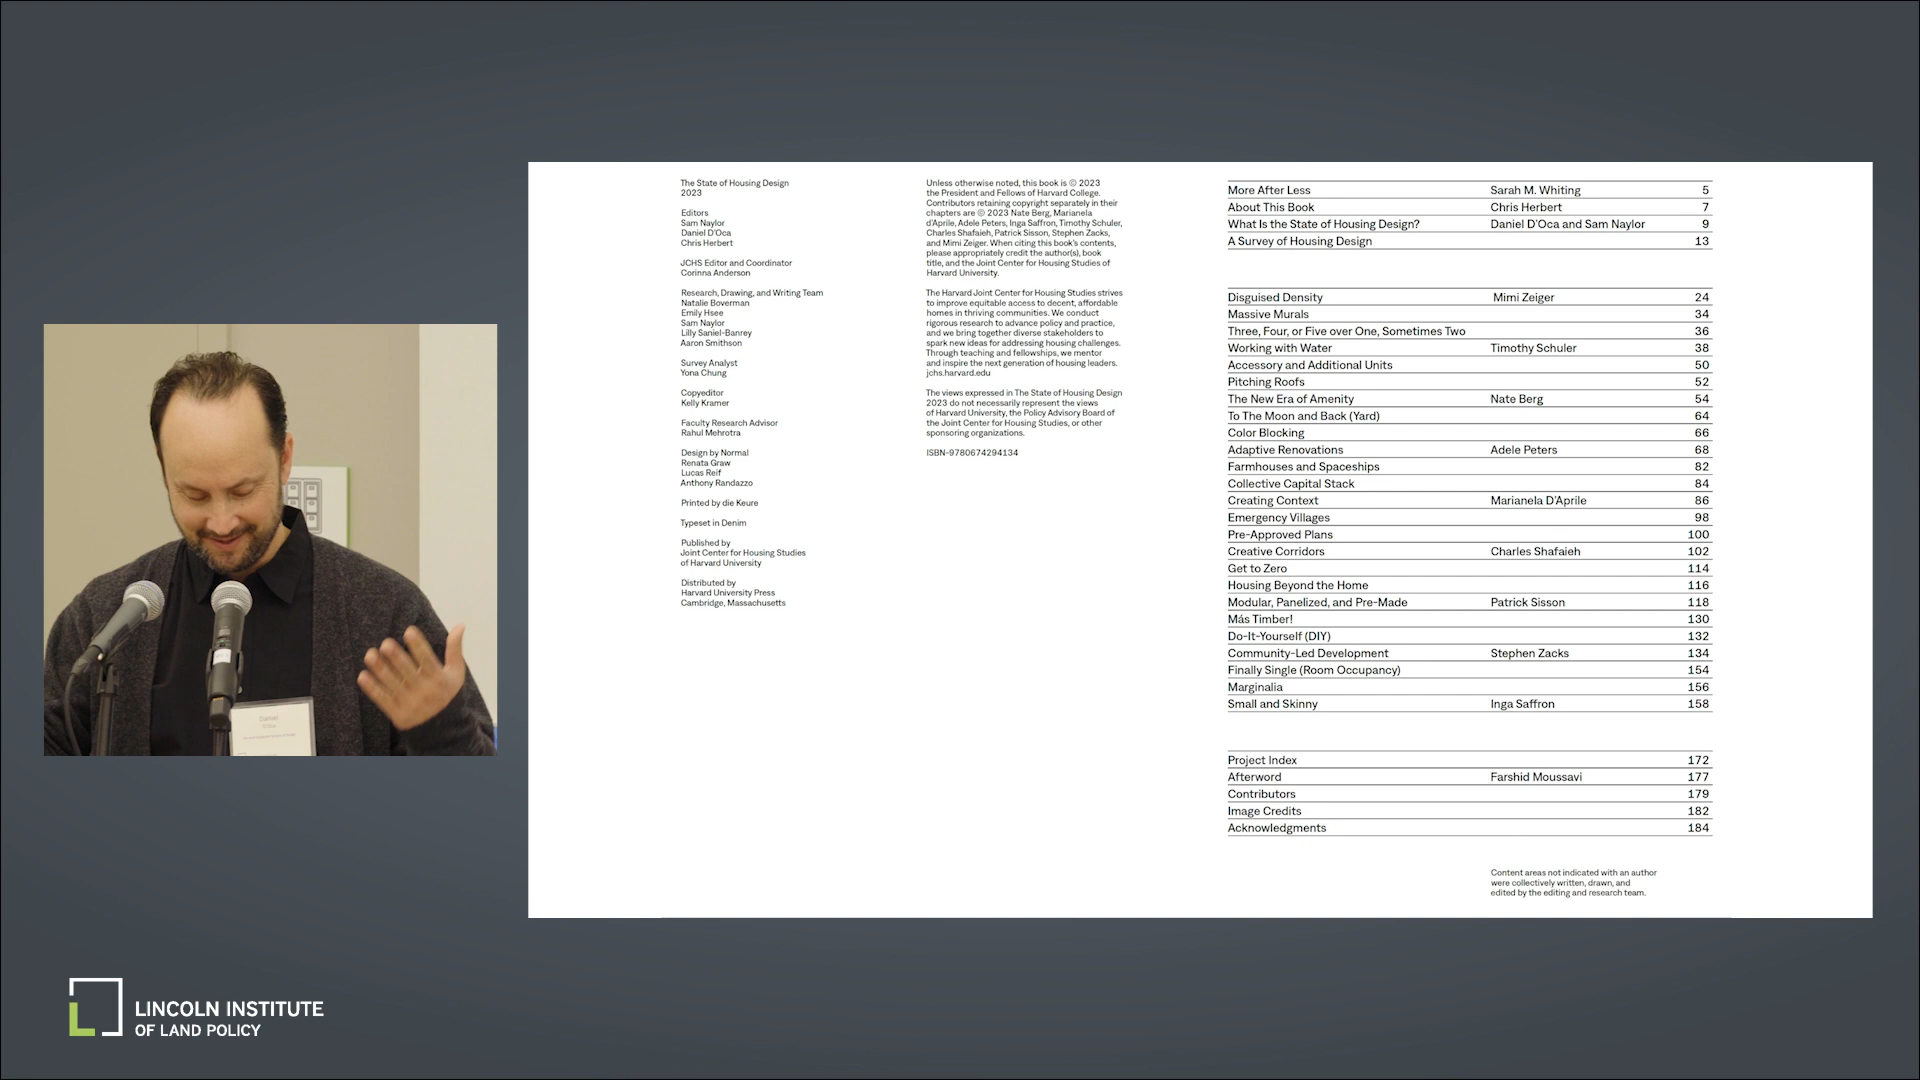 The State of Housing Design
2023
Editors
Sam Naylor
Daniel D'Oca
Chris Herbert
JCHS Editor and Coordinator
Corinna Anderson
Research, Drawing, and Writing Team
Natalie Boverman
Emily Hsee
Sam Naylor
Lilly Saniel-Banrey
Aaron Smithson
Survey Analyst
Yona Chung
Copyeditor
Kelly Kramer
Faculty Research Advisor
Rahul Mehrotra
Design by Normal
Renata Graw
Lucas Reif
Anthony Randazzo
Printed by die Keure
Typeset in Denim
Published by
Joint Center for Housing Studies
of Harvard University
Distributed by
Harvard University Press
Cambridge, Massachusetts
Unless otherwise noted, this book is © 2023
the President and Fellows of Harvard College.
Contributors retaining copyright separately in their
chapters are © 2023 Nate Berg, Marianela
d'Aprile, Adele Peters, Inga Saffron, Timothy Schuler,
Charles Shafaieh, Patrick Sisson, Stephen Zacks,
and Mimi Zeiger. When citing this book's contents,
please appropriately credit the author(s), book
title, and the Joint Center for Housing Studies of
Harvard University.
The Harvard Joint Center for Housing Studies strives
to improve equitable access to decent, affordable
homes in thriving communities. We conduct
rigorous research to advance policy and practice,
and we bring together diverse stakeholders to
spark new ideas for addressing housing challenges.
Through teaching and fellowships, we mentor
and inspire the next generation of housing leaders.
jchs.harvard.edu
The views expressed in The State of Housing Design
2023 do not necessarily represent the views
of Harvard University, the Policy Advisory Board of
the Joint Center for Housing Studies, or other
sponsoring organizations.
ISBN-9780674294134
More After Less Sarah M. Whiting 5
About This Book Chris Herbert 7
What Is the State of Housing Design? Daniel D'Oca and Sam Naylor 9
A Survey of Housing Design 13
Disguised Density Mimi Zeiger 24
Massive Murals 34
Three, Four, or Five over One, Sometimes Two 36
Working with Water Timothy Schuler 38
Accessory and Additional Units 50
Pitching Roofs 52
The New Era of Amenity Nate Berg 54
To The Moon and Back (Yard) 64
Color Blocking 66
Adaptive Renovations Adele Peters 68
Farmhouses and Spaceships 82
Collective Capital Stack 84
Creating Context Marianela D'Aprile 86
Emergency Villages 98
Pre-Approved Plans 100
Creative Corridors Charles Shafaieh 102
Get to Zero 114
Housing Beyond the Home 116
Modular, Panelized, and Pre-Made Patrick Sisson 118
Más Timber! 130
Do-It-Yourself (DIY) 132
Community-Led Development Stephen Zacks 134
Finally Single (Room Occupancy) 154
Marginalia 156
Small and Skinny Inga Saffron 158
Project Index 172
Afterword Farshid Moussavi 177
Contributors 179
Image Credits 182
Acknowledgments 184
Content areas not indicated with an author
were collectively written, drawn, and
edited by the editing and research team.
Daniel
LINCOLN INSTITUTE
OF LAND POLICY